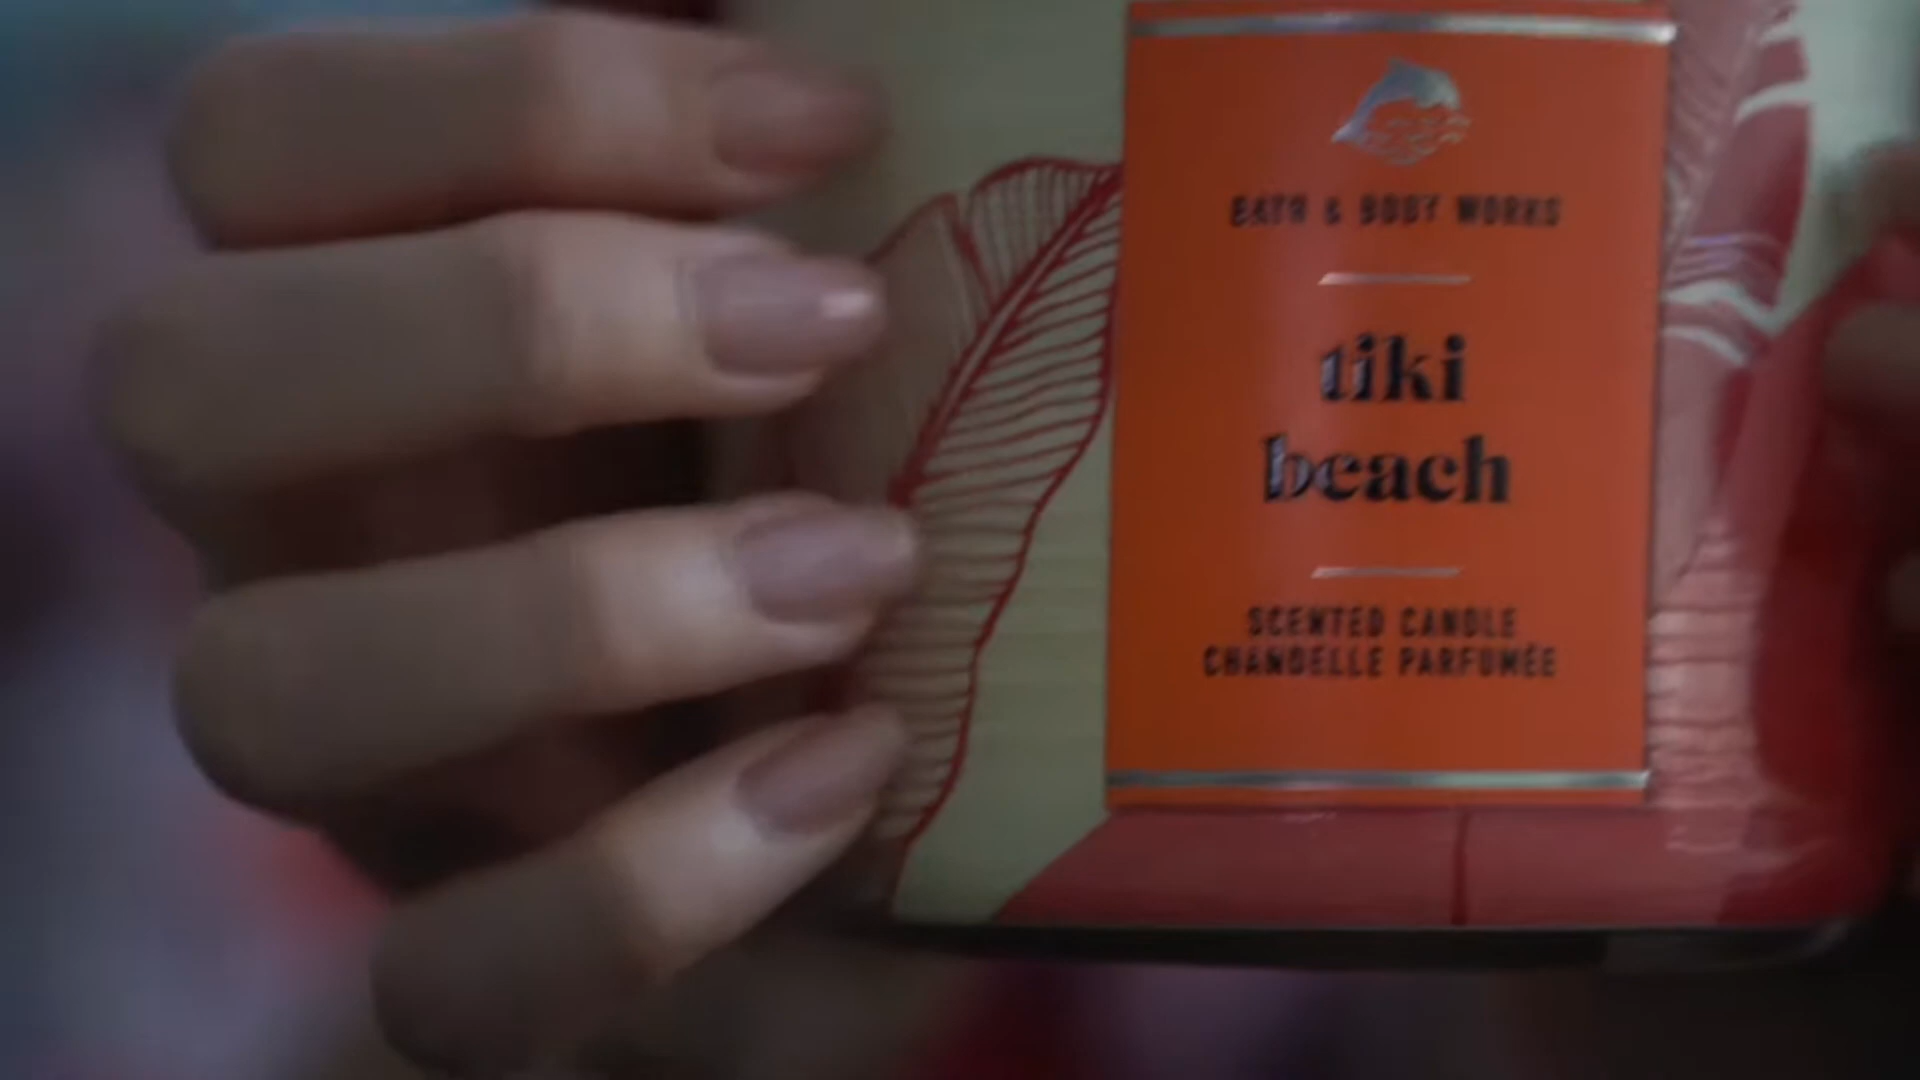 BATH & BODY WORKS
tiki
beach
SCENTED CANDLE
CHANDELLE PARFUMÉE